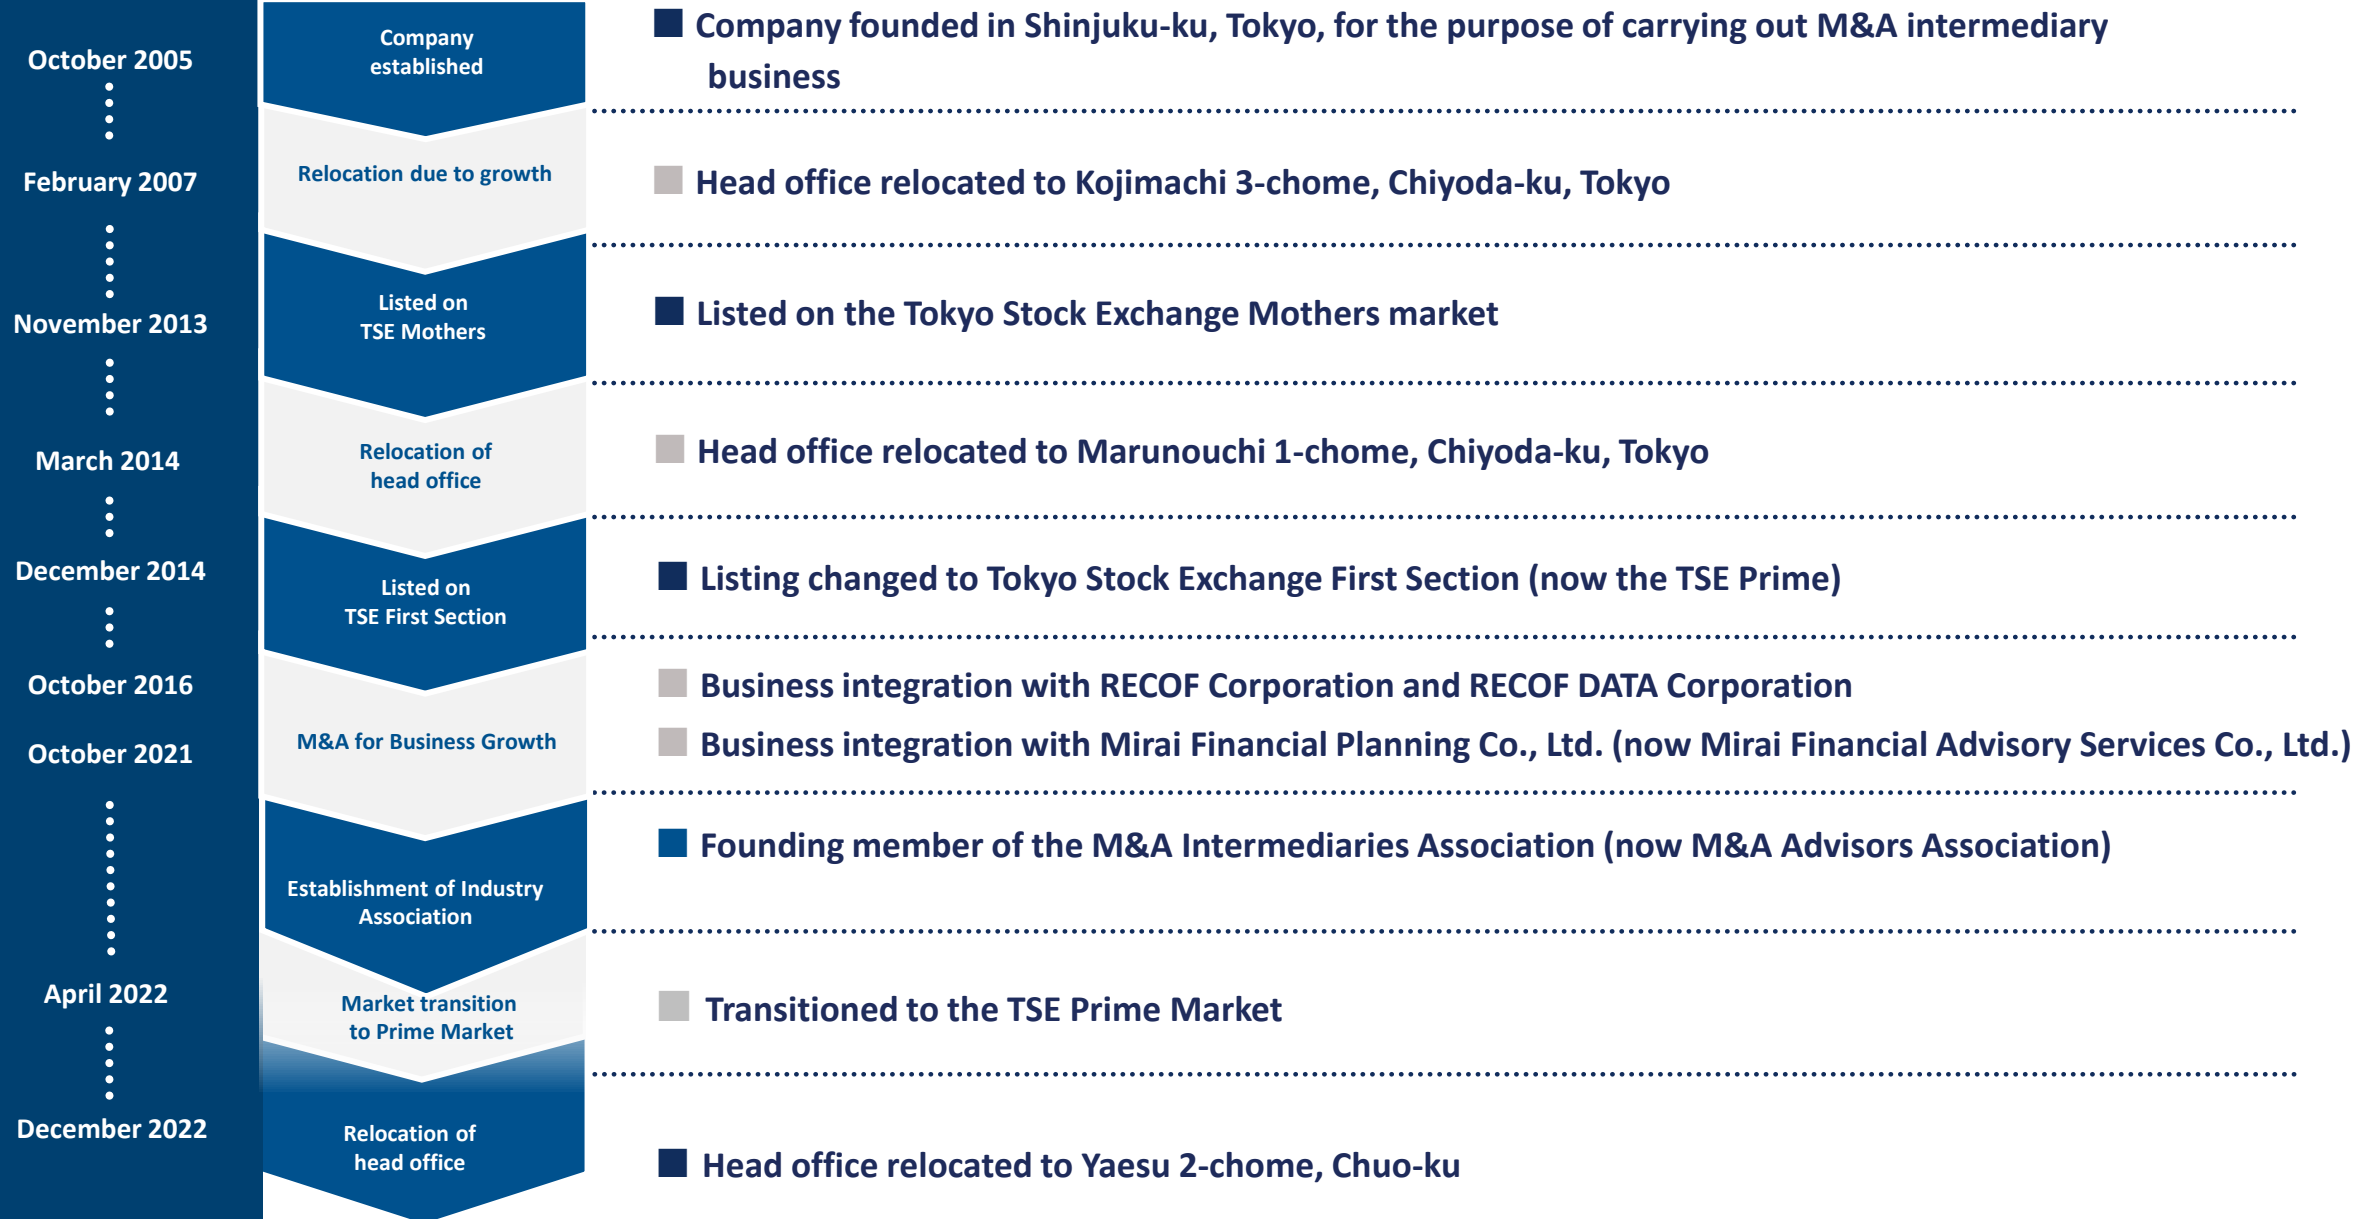 October 2005
Company
established
■ Company founded in Shinjuku-ku, Tokyo, for the purpose of carrying out M&A intermediary
business
February 2007
Relocation due to growth
■ Head office relocated to Kojimachi 3-chome, Chiyoda-ku, Tokyo
November 2013
Listed on
TSE Mothers
■ Listed on the Tokyo Stock Exchange Mothers market
March 2014
Relocation of
head office
■ Head office relocated to Marunouchi 1-chome, Chiyoda-ku, Tokyo
December 2014
Listed on
TSE First Section
■ Listing changed to Tokyo Stock Exchange First Section (now the TSE Prime)
October 2016
■ Business integration with RECOF Corporation and RECOF DATA Corporation
M&A for Business Growth
October 2021
■ Business integration with Mirai Financial Planning Co., Ltd. (now Mirai Financial Advisory Services Co., Ltd.)
Establishment of Industry
Association
■ Founding member of the M&A Intermediaries Association (now M&A Advisors Association)
April 2022
Market transition
to Prime Market
■ Transitioned to the TSE Prime Market
December 2022
Relocation of
head office
■ Head office relocated to Yaesu 2-chome, Chuo-ku